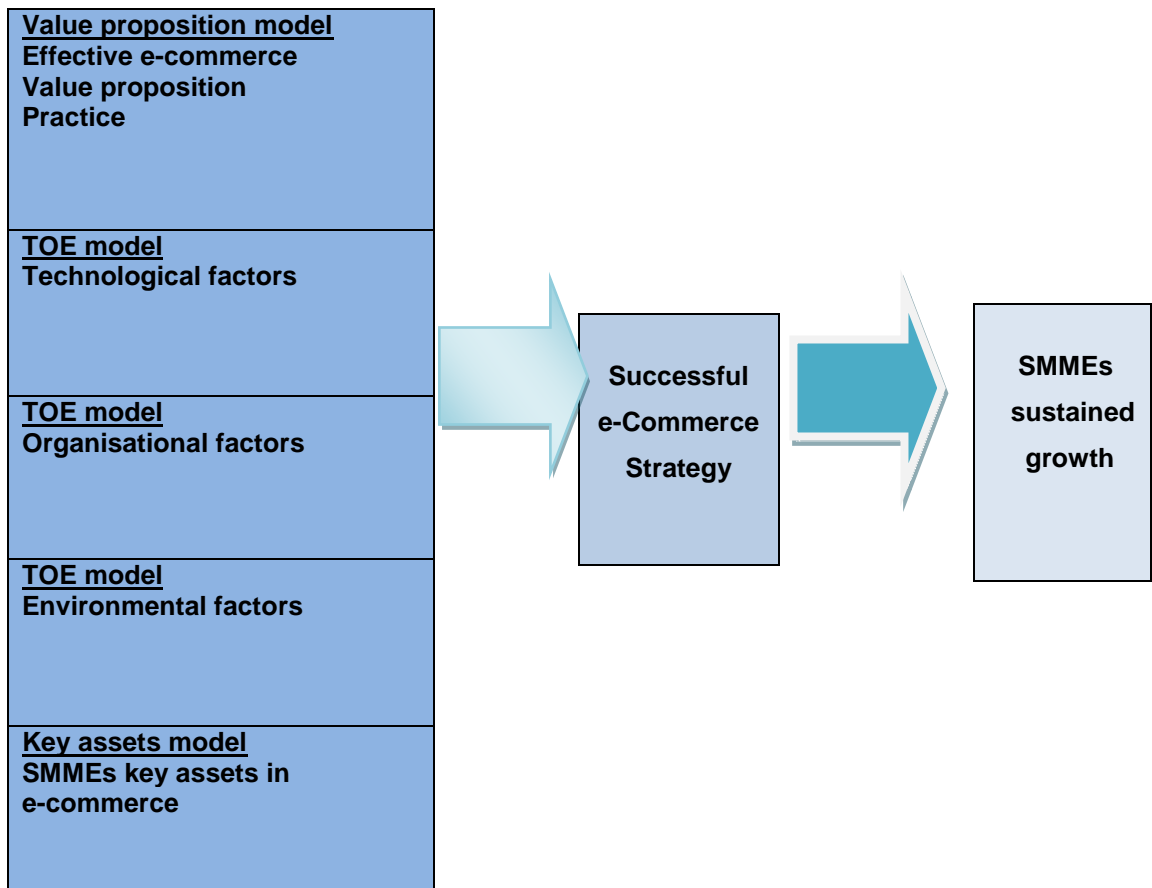 Value proposition model
Effective e-commerce
Value proposition
Practice
TOE model
Technological factors
TOE model
Organisational factors
TOE model
Environmental factors
Key assets model
SMMEs key assets in
e-commerce
Successful
e-Commerce
Strategy
SMMEs
sustained
growth